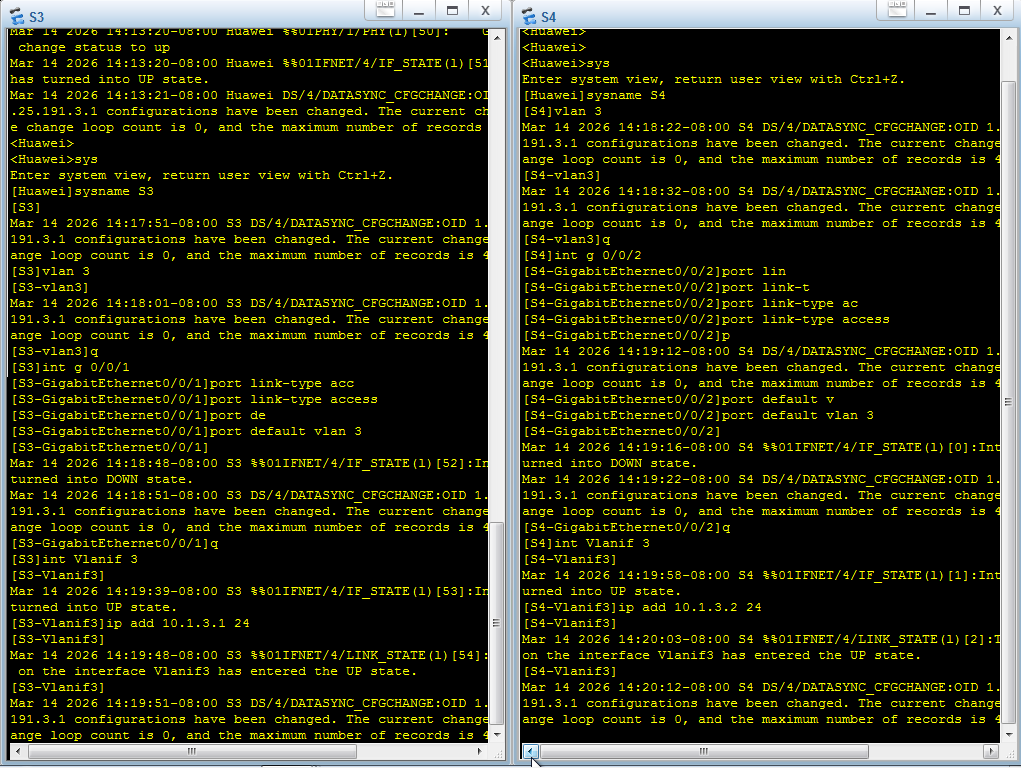 S3
Mar 14 2026 14:13:20-08:00 Huawei %%01PHY/1/PHY(l)[50]:    G
 change status to up
Mar 14 2026 14:13:20-08:00 Huawei %%01IFNET/4/IF_STATE(l)[51
has turned into UP state.
Mar 14 2026 14:13:21-08:00 Huawei DS/4/DATASYNC_CFGCHANGE:OI
.25.191.3.1 configurations have been changed. The current ch
e change loop count is 0, and the maximum number of records
<Huawei>
<Huawei>sys
Enter system view, return user view with Ctrl+Z.
[Huawei]sysname S3
[S3]
Mar 14 2026 14:17:51-08:00 S3 DS/4/DATASYNC_CFGCHANGE:OID 1.
191.3.1 configurations have been changed. The current change
ange loop count is 0, and the maximum number of records is 4
[S3]vlan 3
[S3-vlan3]
Mar 14 2026 14:18:01-08:00 S3 DS/4/DATASYNC_CFGCHANGE:OID 1.
191.3.1 configurations have been changed. The current change
ange loop count is 0, and the maximum number of records is 4
[S3-vlan3]q
[S3]int g 0/0/1
[S3-GigabitEthernet0/0/1]port link-type acc
[S3-GigabitEthernet0/0/1]port link-type access
[S3-GigabitEthernet0/0/1]port de
[S3-GigabitEthernet0/0/1]port default vlan 3
[S3-GigabitEthernet0/0/1]
Mar 14 2026 14:18:48-08:00 S3 %%01IFNET/4/IF_STATE(l)[52]:In
turned into DOWN state.
Mar 14 2026 14:18:51-08:00 S3 DS/4/DATASYNC_CFGCHANGE:OID 1.
191.3.1 configurations have been changed. The current change
ange loop count is 0, and the maximum number of records is 4
[S3-GigabitEthernet0/0/1]q
[S3]int Vlanif 3
[S3-Vlanif3]
Mar 14 2026 14:19:39-08:00 S3 %%01IFNET/4/IF_STATE(l)[53]:In
turned into UP state.
[S3-Vlanif3]ip add 10.1.3.1 24
[S3-Vlanif3]
Mar 14 2026 14:19:48-08:00 S3 %%01IFNET/4/LINK_STATE(l)[54]:
 on the interface Vlanif3 has entered the UP state.
[S3-Vlanif3]
Mar 14 2026 14:19:51-08:00 S3 DS/4/DATASYNC_CFGCHANGE:OID 1.
191.3.1 configurations have been changed. The current change
ange loop count is 0, and the maximum number of records is 4
S4
<Huawei>
<Huawei>
<Huawei>sys
Enter system view, return user view with Ctrl+Z.
[Huawei]sysname S4
[S4]vlan 3
Mar 14 2026 14:18:22-08:00 S4 DS/4/DATASYNC_CFGCHANGE:OID 1.
191.3.1 configurations have been changed. The current change
ange loop count is 0, and the maximum number of records is 4
[S4-vlan3]
Mar 14 2026 14:18:32-08:00 S4 DS/4/DATASYNC_CFGCHANGE:OID 1.
191.3.1 configurations have been changed. The current change
ange loop count is 0, and the maximum number of records is 4
[S4-vlan3]q
[S4]int g 0/0/2
[S4-GigabitEthernet0/0/2]port lin
[S4-GigabitEthernet0/0/2]port link-t
[S4-GigabitEthernet0/0/2]port link-type ac
[S4-GigabitEthernet0/0/2]port link-type access
[S4-GigabitEthernet0/0/2]p
Mar 14 2026 14:19:12-08:00 S4 DS/4/DATASYNC_CFGCHANGE:OID 1.
191.3.1 configurations have been changed. The current change
ange loop count is 0, and the maximum number of records is 4
[S4-GigabitEthernet0/0/2]port default v
[S4-GigabitEthernet0/0/2]port default vlan 3
[S4-GigabitEthernet0/0/2]
Mar 14 2026 14:19:16-08:00 S4 %%01IFNET/4/IF_STATE(l)[0]:Int
urned into DOWN state.
Mar 14 2026 14:19:22-08:00 S4 DS/4/DATASYNC_CFGCHANGE:OID 1.
191.3.1 configurations have been changed. The current change
ange loop count is 0, and the maximum number of records is 4
[S4-GigabitEthernet0/0/2]q
[S4]int Vlanif 3
[S4-Vlanif3]
Mar 14 2026 14:19:58-08:00 S4 %%01IFNET/4/IF_STATE(l)[1]:Int
urned into UP state.
[S4-Vlanif3]ip add 10.1.3.2 24
[S4-Vlanif3]
Mar 14 2026 14:20:03-08:00 S4 %%01IFNET/4/LINK_STATE(l)[2]:T
on the interface Vlanif3 has entered the UP state.
[S4-Vlanif3]
Mar 14 2026 14:20:12-08:00 S4 DS/4/DATASYNC_CFGCHANGE:OID 1.
191.3.1 configurations have been changed. The current change
ange loop count is 0, and the maximum number of records is 4